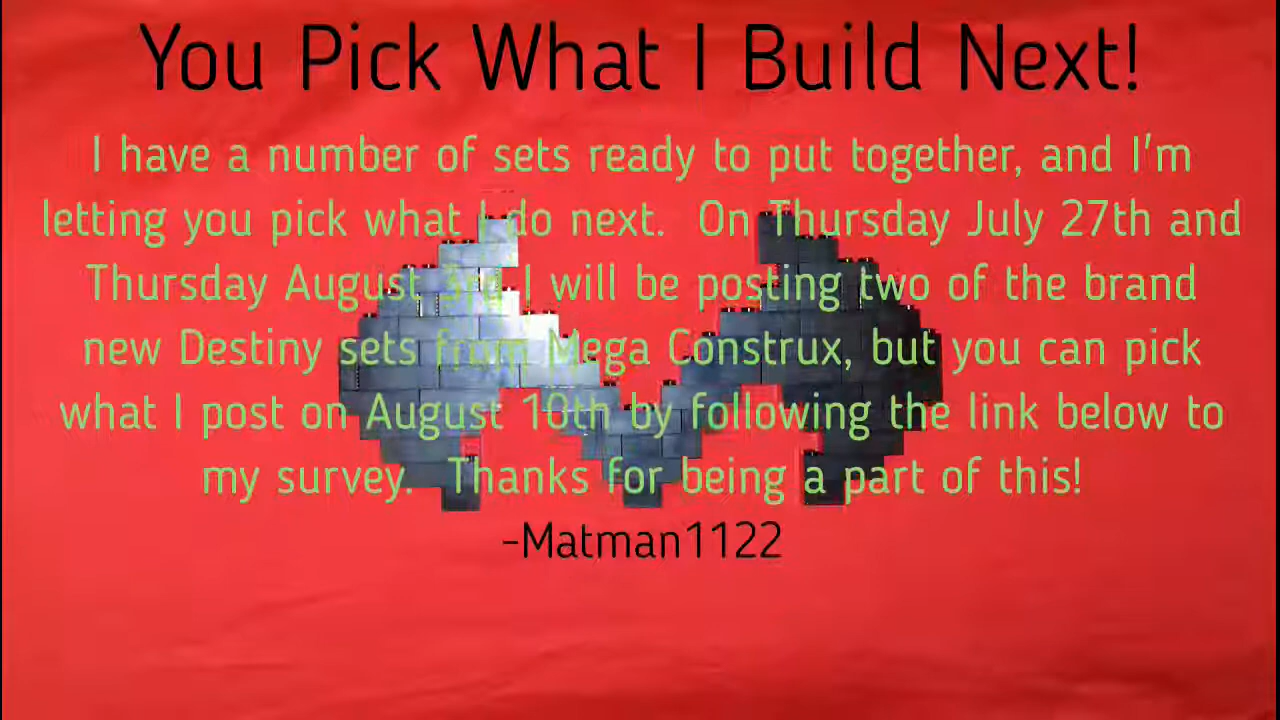 You Pick What I Build Next!
I have a number of sets ready to put together, and I'm
letting you pick what I do next. On Thursday July 27th and
Thursday August 3rd I will be posting two of the brand
new Destiny sets from Mega Construx, but you can pick
what I post on August 10th by following the link below to
my survey. Thanks for being a part of this!
-Matman1122